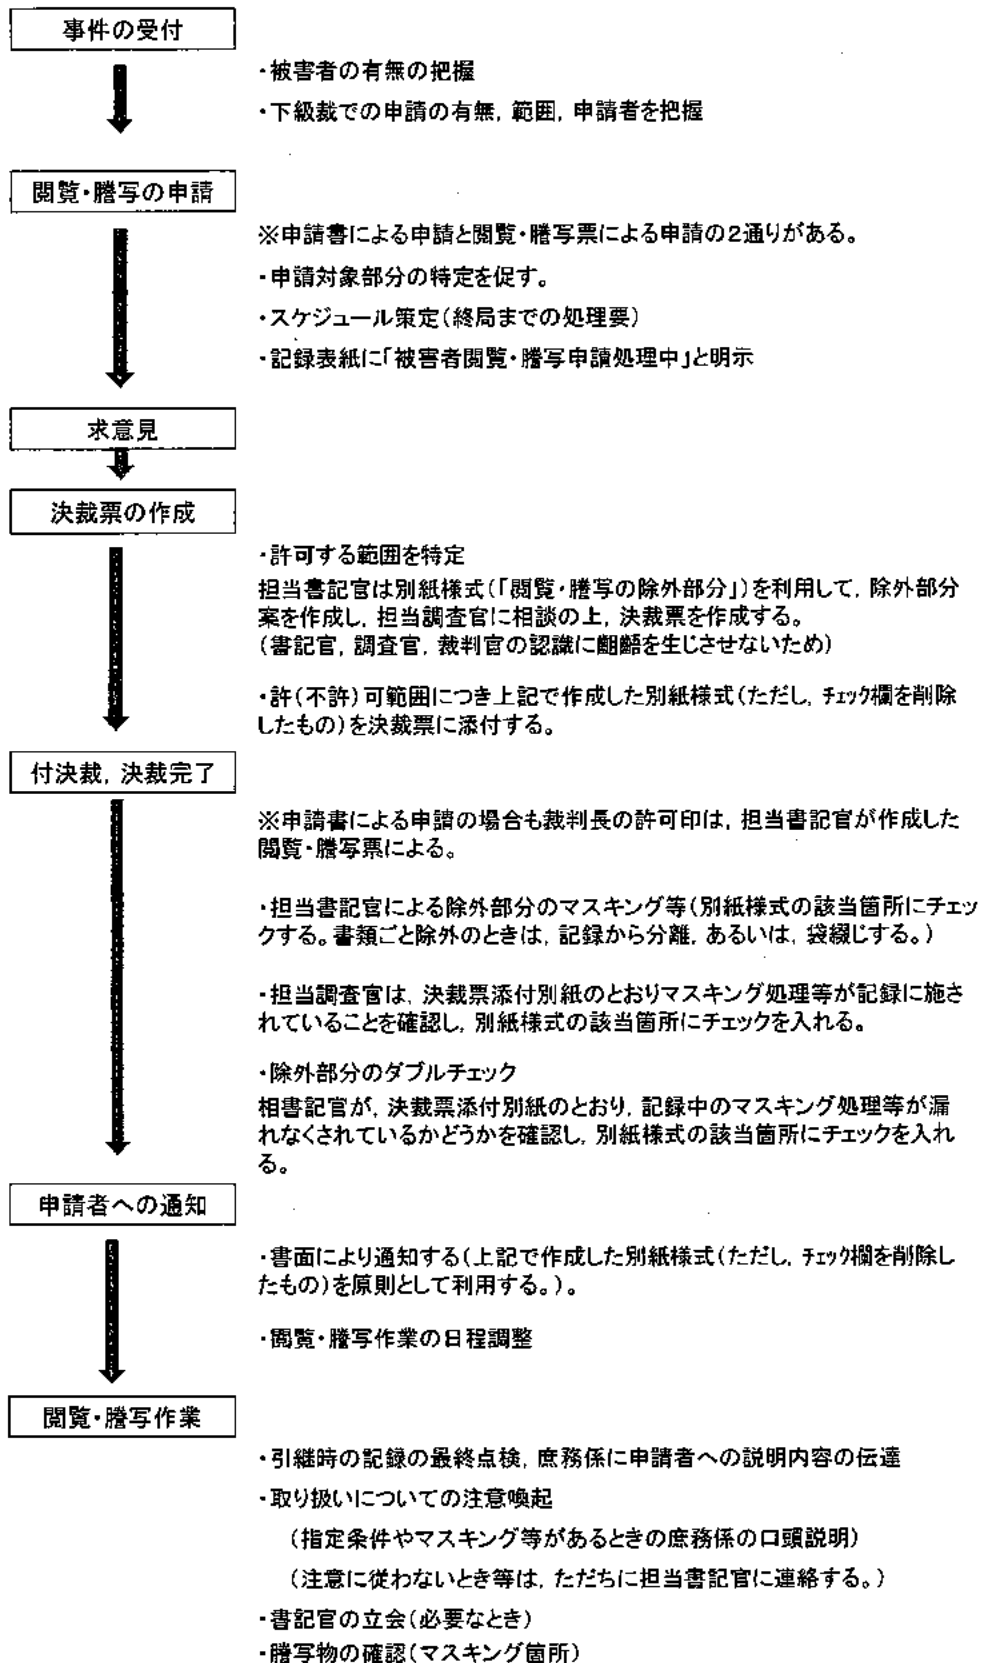 事件の受付
・被害者の有無の把握
・下級裁での申請の有無，範囲，申請者を把握
閲覧・謄写の申請
※申請書による申請と閲覧・謄写票による申請の2通りがある。
・申請対象部分の特定を促す。
・スケジュール策定（終局までの処理要）
・記録表紙に「被害者閲覧・謄写申請処理中」と明示
求意見
決裁票の作成
・許可する範囲を特定
担当書記官は別紙様式（「閲覧・謄写の除外部分」）を利用して，除外部分
案を作成し，担当調査官に相談の上，決裁票を作成する。
（書記官，調査官，裁判官の認識に齟齬を生じさせないため）
・許（不許）可範囲につき上記で作成した別紙様式（ただし，チェック欄を削除
したもの）を決裁票に添付する。
付決裁，決裁完了
※申請書による申請の場合も裁判長の許可印は，担当書記官が作成した
閲覧・謄写票による。
・担当書記官による除外部分のマスキング等（別紙様式の該当箇所にチェッ
クする。書類ごと除外のときは，記録から分離，あるいは，袋綴じする。）
・担当調査官は，決裁票添付別紙のとおりマスキング処理等が記録に施さ
れていることを確認し，別紙様式の該当箇所にチェックを入れる。
・除外部分のダブルチェック
相書記官が，決裁票添付別紙のとおり，記録中のマスキング処理等が漏
れなくされているかどうかを確認し，別紙様式の該当箇所にチェックを入れ
る。
申請者への通知
・書面により通知する（上記で作成した別紙様式（ただし，チェック欄を削除し
たもの）を原則として利用する。）。
・閲覧・謄写作業の日程調整
閲覧・謄写作業
・引継時の記録の最終点検，庶務係に申請者への説明内容の伝達
・取り扱いについての注意喚起
（指定条件やマスキング等があるときの庶務係の口頭説明）
（注意に従わないとき等は，ただちに担当書記官に連絡する。）
・書記官の立会（必要なとき）
・謄写物の確認（マスキング箇所）